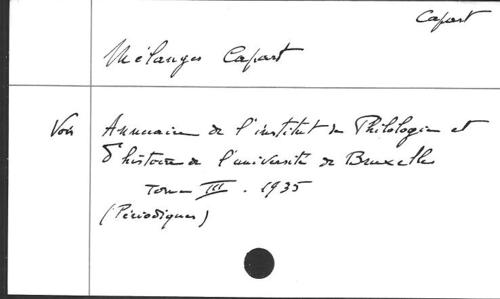 Capart
Mélanges Capart
Voir Annuaire de l'institut de Philologie et
d'histoire de l'université de Bruxelles
Tome III. 1935
(Périodiques)